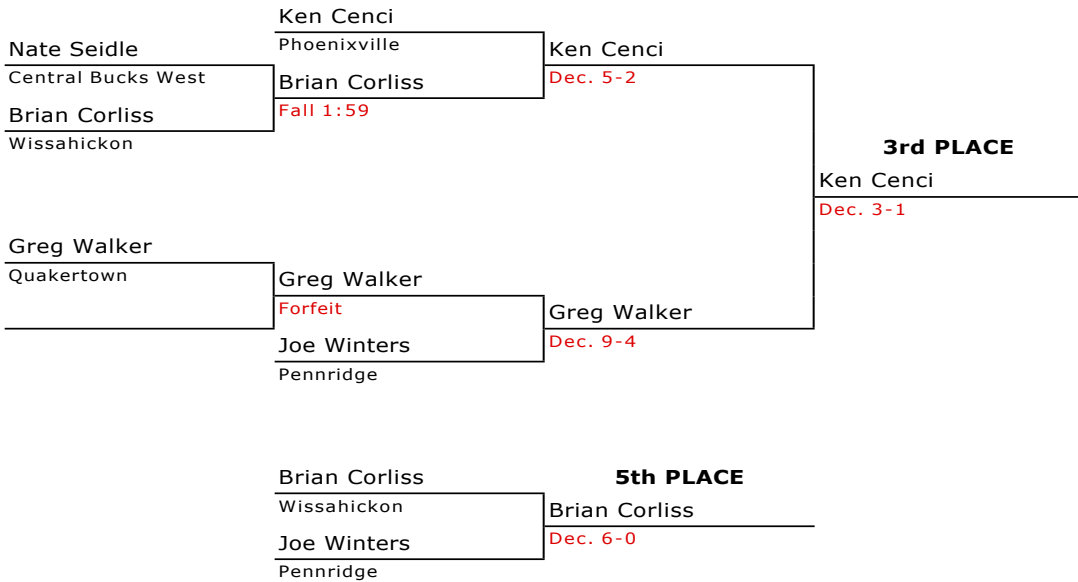 Ken Cenci
Phoenixville
Nate Seidle
Central Bucks West
Ken Cenci
Dec. 5-2
Brian Corliss
Fall 1:59
Brian Corliss
Wissahickon
3rd PLACE
Ken Cenci
Dec. 3-1
Greg Walker
Quakertown
Greg Walker
Forfeit
Greg Walker
Dec. 9-4
Joe Winters
Pennridge
Brian Corliss
Wissahickon
5th PLACE
Brian Corliss
Dec. 6-0
Joe Winters
Pennridge